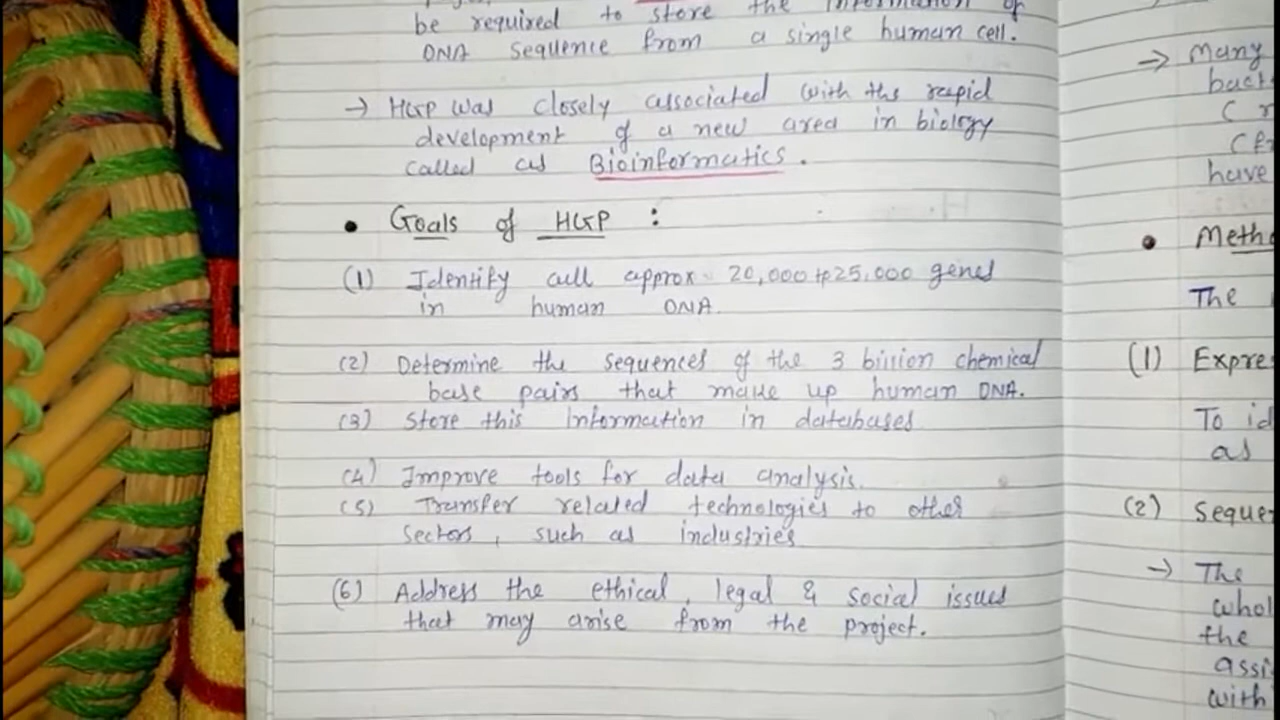 be required to store the information of
DNA sequence from a single human cell.
→ HGP was closely associated with the rapid
development of a new area in biology
called as Bioinformatics.
• Goals of HGP :
(1) Identify all approx. 20,000 to 25,000 genes
in human DNA.
(2) Determine the sequences of the 3 billion chemical
base pairs that make up human DNA.
(3) Store this information in databases
(4) Improve tools for data analysis.
(5) Transfer related technologies to other
sectors, such as industries
(6) Address the ethical, legal & social issues
that may arise from the project.
→ Many
bact
(
(
have
• Metho
The
(1) Expre
To id
as
(2) Seque
→ The
whol
the
assi
with